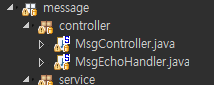 message
controller
MsgController.java
MsgEchoHandler.java
service